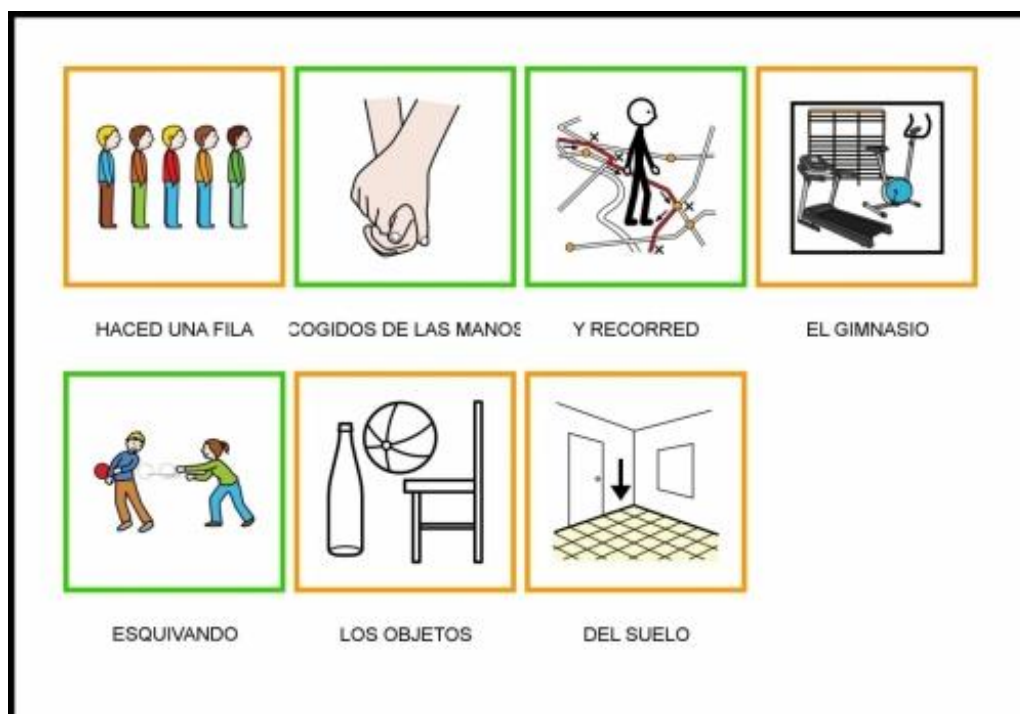 HACED UNA FILA
COGIDOS DE LAS MANOS
Y RECORRED
EL GIMNASIO
ESQUIVANDO
LOS OBJETOS
DEL SUELO